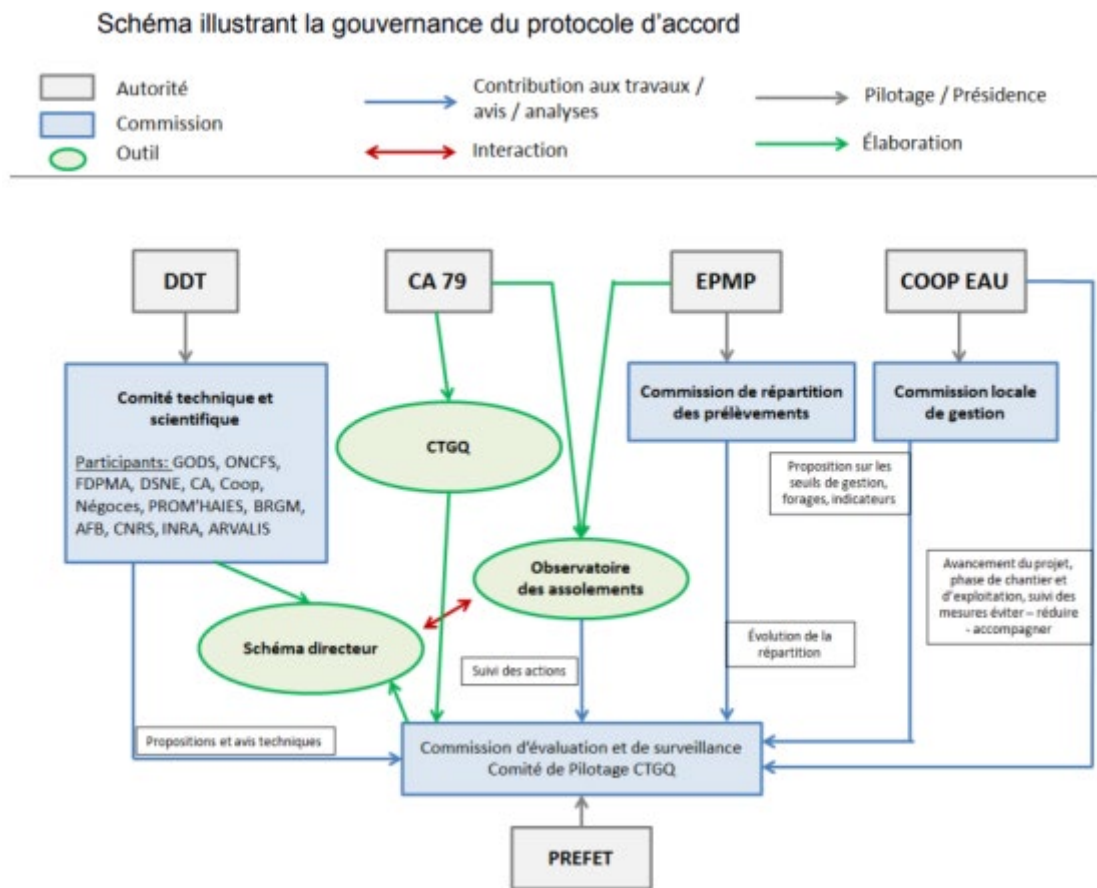 Schéma illustrant la gouvernance du protocole d'accord
Autorité
Commission
Outil
Contribution aux travaux /
avis / analyses
Interaction
Pilotage / Présidence
Élaboration
DDT
CA 79
EPMP
COOP EAU
Comité technique et
scientifique
Participants: GODS, ONCFS,
FDPMA, DSNE, CA, Coop,
Négoces, PROM'HAIES, BRGM,
AFB, CNRS, INRA, ARVALIS
CTGQ
Commission de répartition
des prélèvements
Commission locale
de gestion
Proposition sur les
seuils de gestion,
forages, indicateurs
Observatoire
des assolements
Avancement du projet,
phase de chantier et
d'exploitation, suivi des
mesures éviter – réduire
- accompagner
Schéma directeur
Évolution de la
répartition
Suivi des actions
Propositions et avis techniques
Commission d'évaluation et de surveillance
Comité de Pilotage CTGQ
PREFET